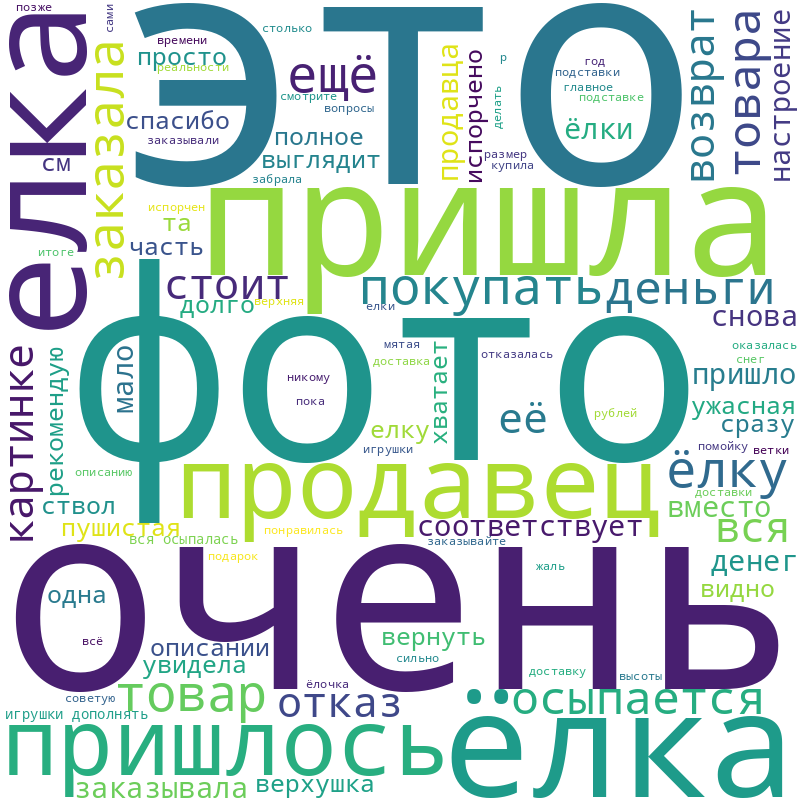 позже
сами
времени
столько
это
ещё
просто
реальности
смотрите
вопросы
продавца
испорчено
р
год
подставки
главное
подставке
делать
возврат
товара
настроение
елка
заказала
спасибо
заказывали
полное
выглядит
забрала
ёлки
размер
купила
см
испорчен
та
часть
итоге
пришла
стоит
долго
верхняя
покупать
деньги
елки
снова
фото
картинке
рекомендую
мало
никому
пока
мятая
доставка
хватает
отказалась
её
рублей
оказалась
снег
пришло
ужасная
сразу
елку
игрушки
помойку
ветки
описанию
ствол
продавец
ёлку
доставки
вместо
пушистая
вся осыпалась
понравилась
соответствует
вся
подарок
заказывайте
жаль
денег
очень
одна
видно
всё
описании
увидела
вернуть
сильно
ёлочка
доставку
высоты
советую
товар
отказ
осыпается
игрушки дополнять
пришлось
ёлка
заказывала
верхушка